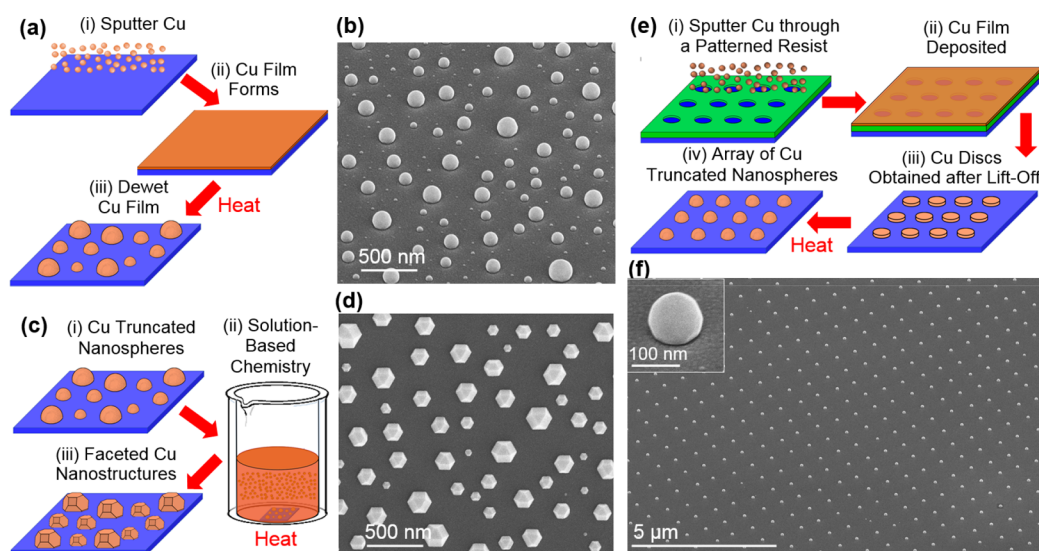 (a)
(i) Sputter Cu
(ii) Cu Film
Forms
(iii) Dewet
Cu Film
Heat
(b)
500 nm
(c)
(i) Cu Truncated
Nanospheres
(ii) Solution-
Based
Chemistry
(iii) Faceted Cu
Nanostructures
Heat
(d)
500 nm
(e)
(i) Sputter Cu through
a Patterned Resist
(ii) Cu Film
Deposited
(iv) Array of Cu
Truncated Nanospheres
(iii) Cu Discs
Obtained after Lift-Off
Heat
(f)
100 nm
5 µm